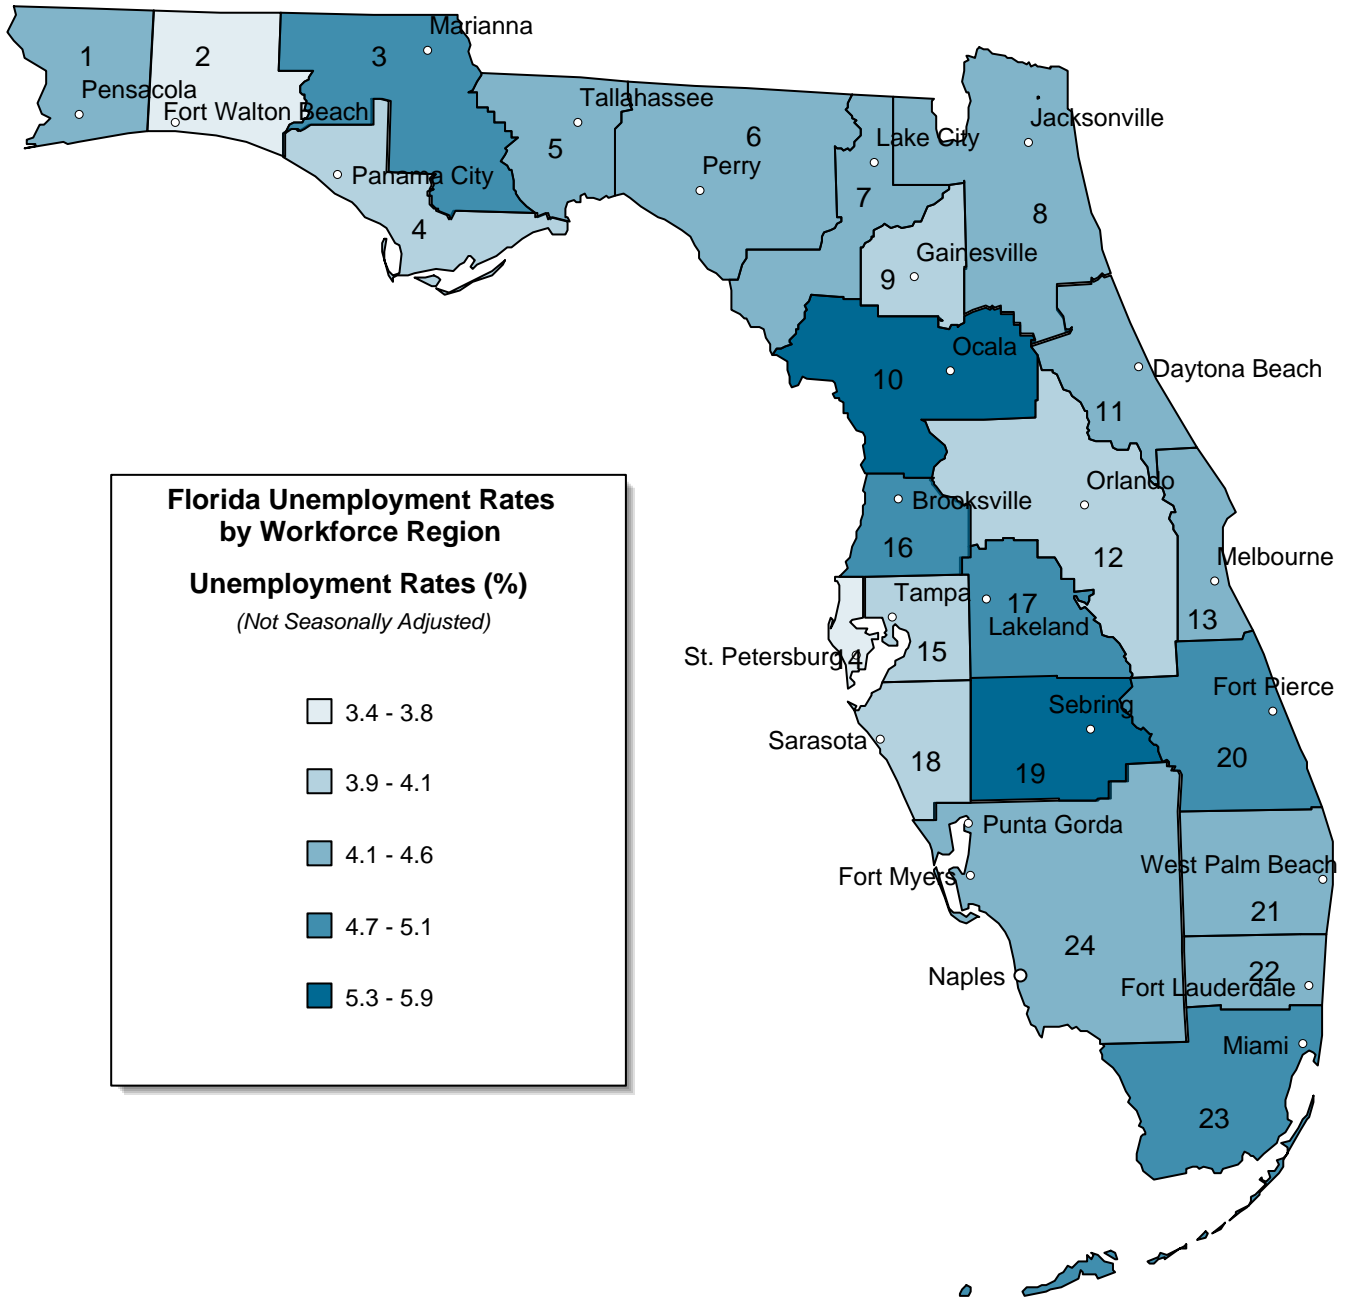 Marianna
1
2
3
Pensacola
Fort Walton Beach
Tallahassee
5
6
Perry
Lake City
Jacksonville
Panama City
4
7
8
Gainesville
9
Ocala
10
Daytona Beach
11
Florida Unemployment Rates
by Workforce Region
Unemployment Rates (%)
(Not Seasonally Adjusted)
3.4 - 3.8
3.9 - 4.1
4.1 - 4.6
4.7 - 5.1
5.3 - 5.9
Orlando
Brooksville
16
12
Melbourne
Tampa
17
13
Lakeland
St. Petersburg
14
15
Fort Pierce
Sebring
Sarasota
18
19
20
Punta Gorda
Fort Myers
West Palm Beach
21
24
22
Naples
Fort Lauderdale
Miami
23